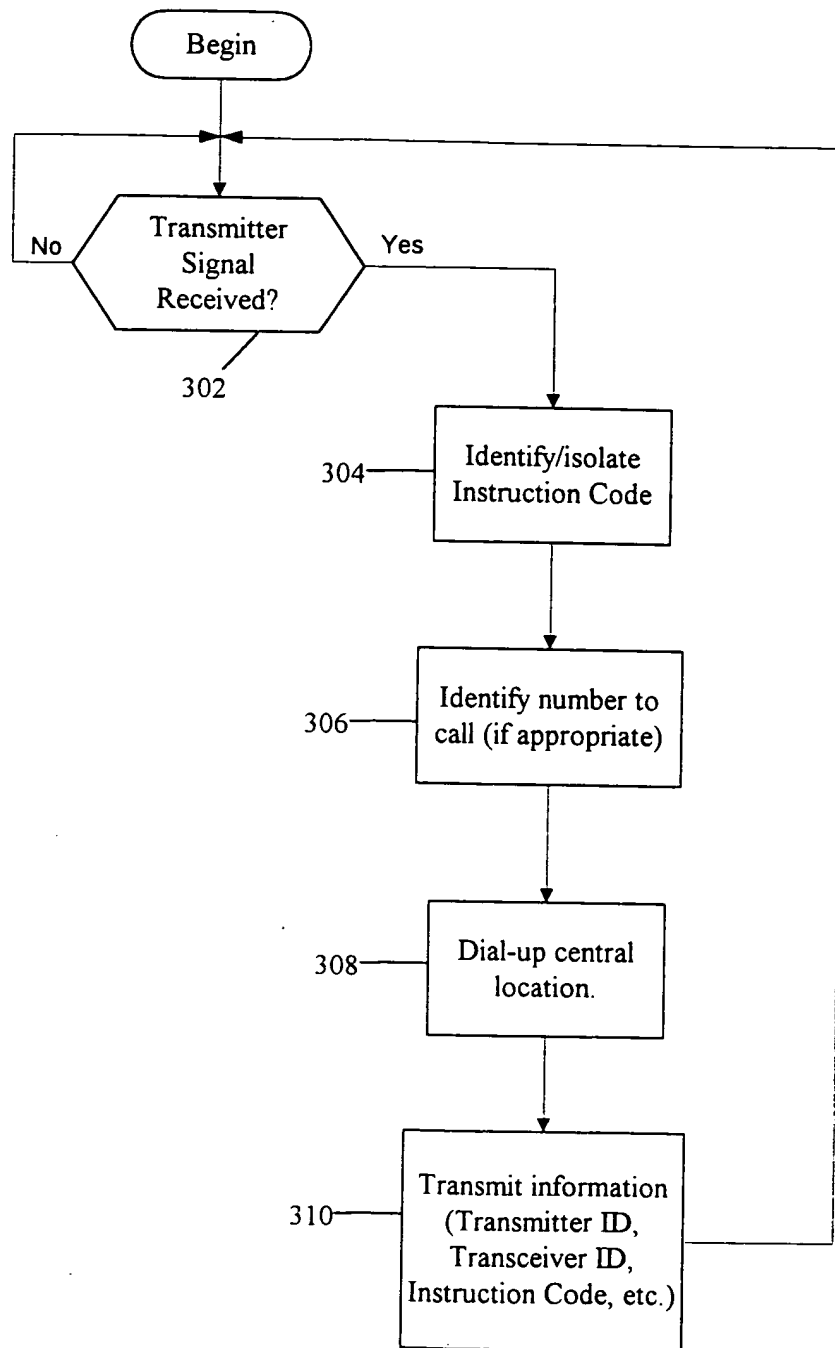 Begin
No
Transmitter
Signal
Received?
Yes
302
304
Identify/isolate
Instruction Code
306
Identify number to
call (if appropriate)
308
Dial-up central
location.
310
Transmit information
(Transmitter ID,
Transceiver ID,
Instruction Code, etc.)